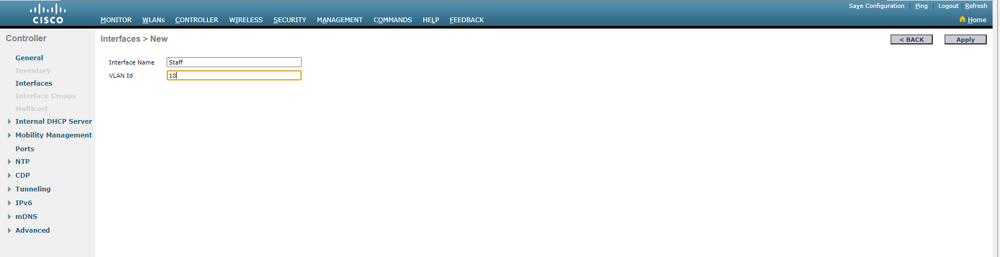 Save Configuration | Ping | Logout | Refresh
CISCO
MONITOR WLANs CONTROLLER WIRELESS SECURITY MANAGEMENT COMMANDS HELP FEEDBACK
Home
Controller
General
Inventory
Interfaces
Interface Groups
Multicast
Internal DHCP Server
Mobility Management
Ports
NTP
CDP
Tunneling
IPv6
mDNS
Advanced
Interfaces > New
< BACK Apply
Interface Name Staff
VLAN Id 10